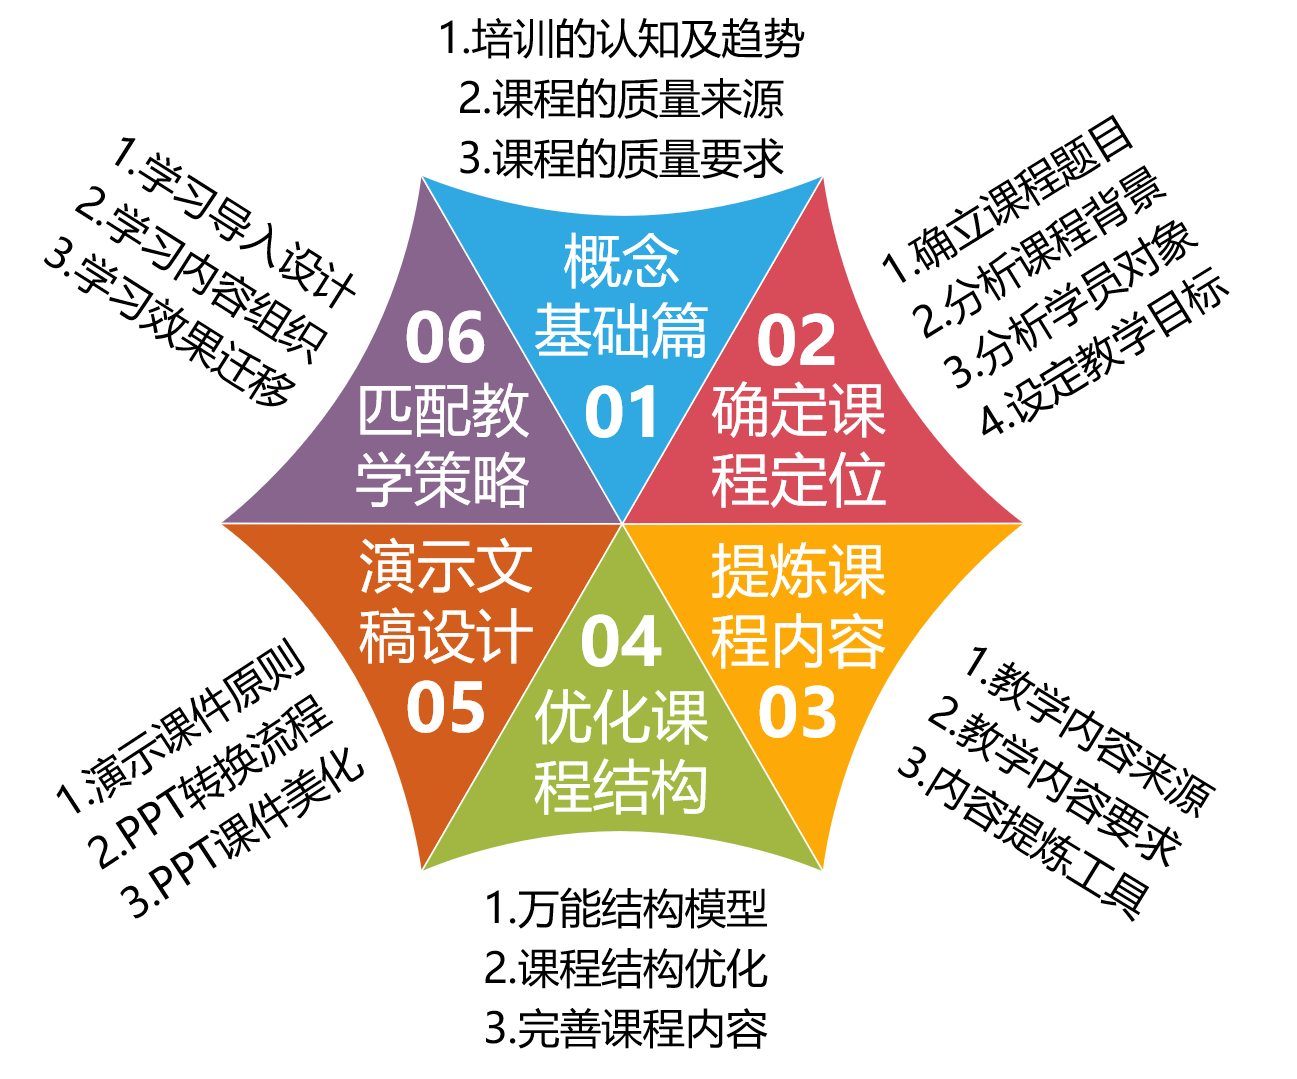 1.培训的认知及趋势
2.课程的质量来源
3.课程的质量要求
概念
基础篇
01
1.确立课程题目
2.分析课程背景
3.分析学员对象
4.设定教学目标
02
确定课
程定位
提炼课
程内容
03
1.教学内容来源
2.教学内容要求
3.内容提炼工具
04
优化课
程结构
1.万能结构模型
2.课程结构优化
3.完善课程内容
演示文
稿设计
05
1.演示课件原则
2.PPT转换流程
3.PPT课件美化
06
匹配教
学策略
1.学习导入设计
2.学习内容组织
3.学习效果迁移